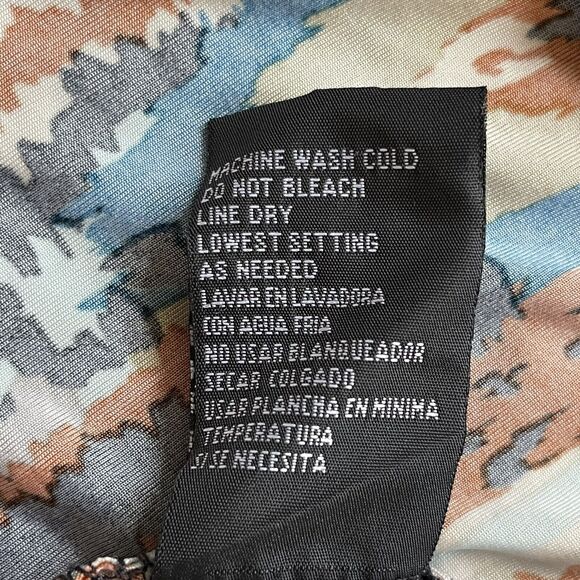 MACHINE WASH COLD
DO NOT BLEACH
LINE DRY
LOWEST SETTING
AS NEEDED
LAVAR EN LAVADORA
CON AGUA FRIA
NO USAR BLANQUEADOR
SECAR COLGADO
USAR PLANCHA EN MINIMA
TEMPERATURA
SI/SE NECESITA